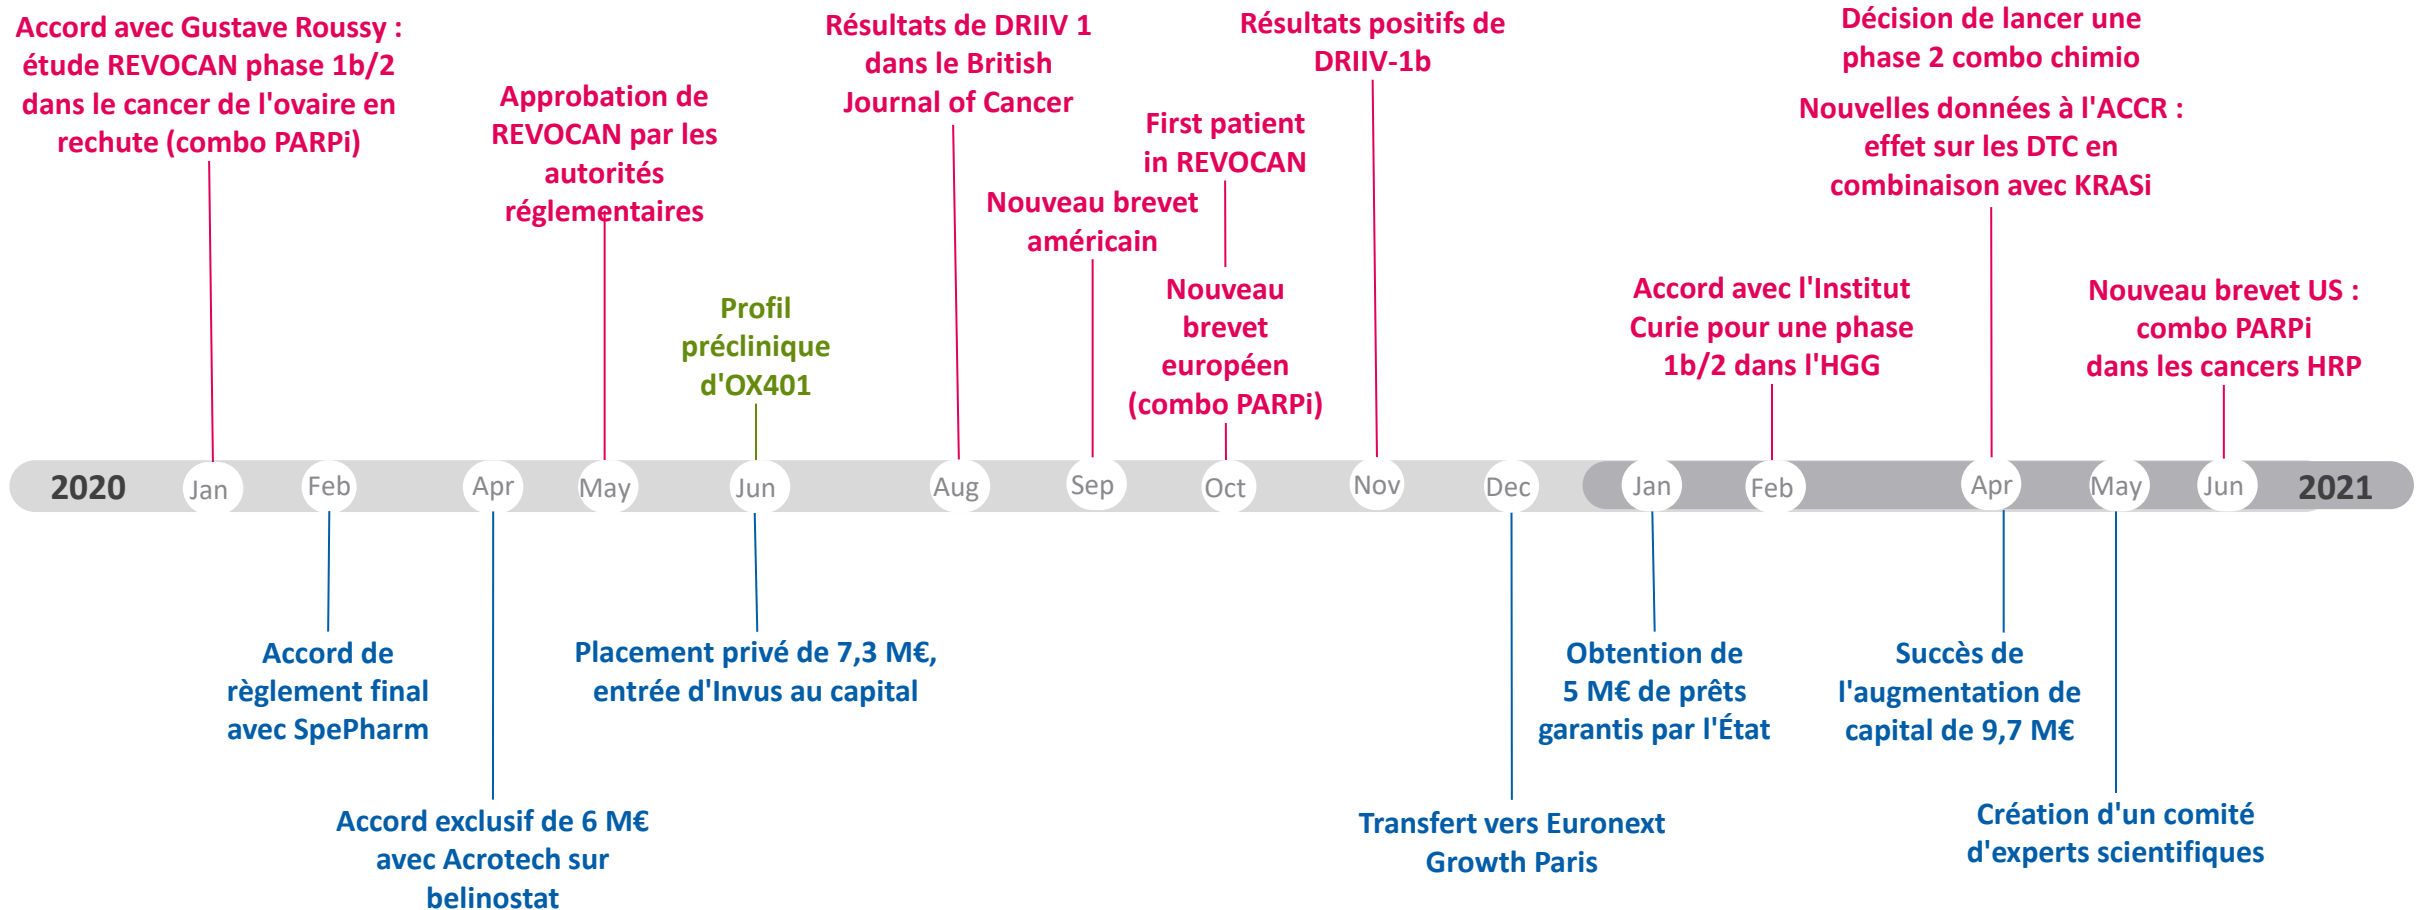 Accord avec Gustave Roussy :
étude REVOCAN phase 1b/2
dans le cancer de l'ovaire en
rechute (combo PARPi)
Approbation de
REVOCAN par les
autorités
réglementaires
Profil
préclinique
d'OX401
Résultats de DRIIV 1
dans le British
Journal of Cancer
Nouveau brevet
américain
First patient
in REVOCAN
Nouveau
brevet
européen
(combo PARPi)
Résultats positifs de
DRIIV-1b
Accord avec l'Institut
Curie pour une phase
1b/2 dans l'HGG
Décision de lancer une
phase 2 combo chimio
Nouvelles données à l'ACCR :
effet sur les DTC en
combinaison avec KRASi
Nouveau brevet US :
combo PARPi
dans les cancers HRP
2020 Jan Feb Apr May Jun Aug Sep Oct Nov Dec Jan Feb Apr May Jun 2021
Accord de
règlement final
avec SpePharm
Accord exclusif de 6 M€
avec Acrotech sur
belinostat
Placement privé de 7,3 M€,
entrée d'Invus au capital
Transfert vers Euronext
Growth Paris
Obtention de
5 M€ de prêts
garantis par l'État
Succès de
l'augmentation de
capital de 9,7 M€
Création d'un comité
d'experts scientifiques